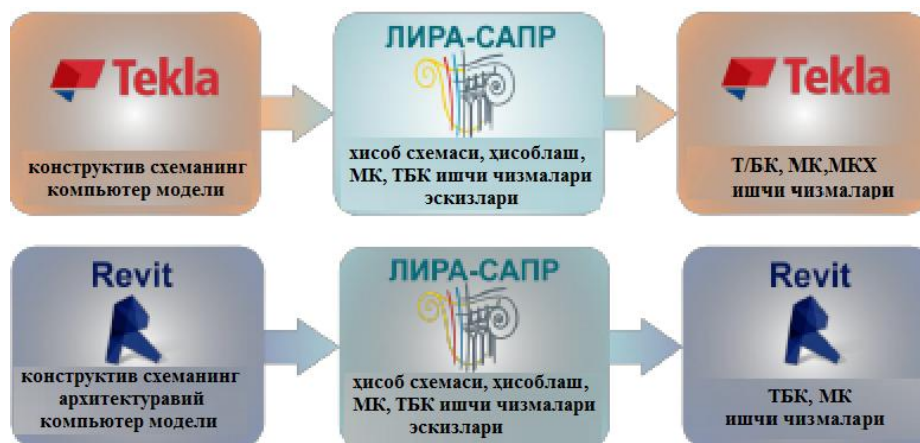 Tekla
конструктив схеманинг
компьютер модели
ЛИРА-САПР
хисоб схемаси, ҳисоблаш,
МК, ТБК ишчи чизмалари
эскизлари
Tekla
Т/БК, МК,МКХ
ишчи чизмалари
Revit
конструктив схеманинг
архитектуравий
компьютер модели
ЛИРА-САПР
ҳисоб схемаси, ҳисоблаш,
МК, ТБК ишчи чизмалари
эскизлари
Revit
ТБК, МК
ишчи чизмалари